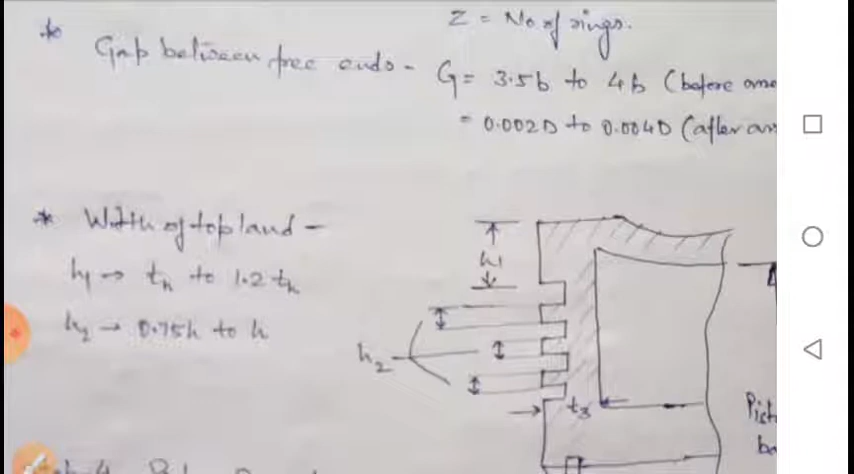 Z = No of rings.
* Gap between free ends - G = 3.5b to 4b (before
= 0.002D to 0.004D (after
* Width of top land -
h1 → th to 1.2 th
h2 → 0.75h to h
h1
h2
t3